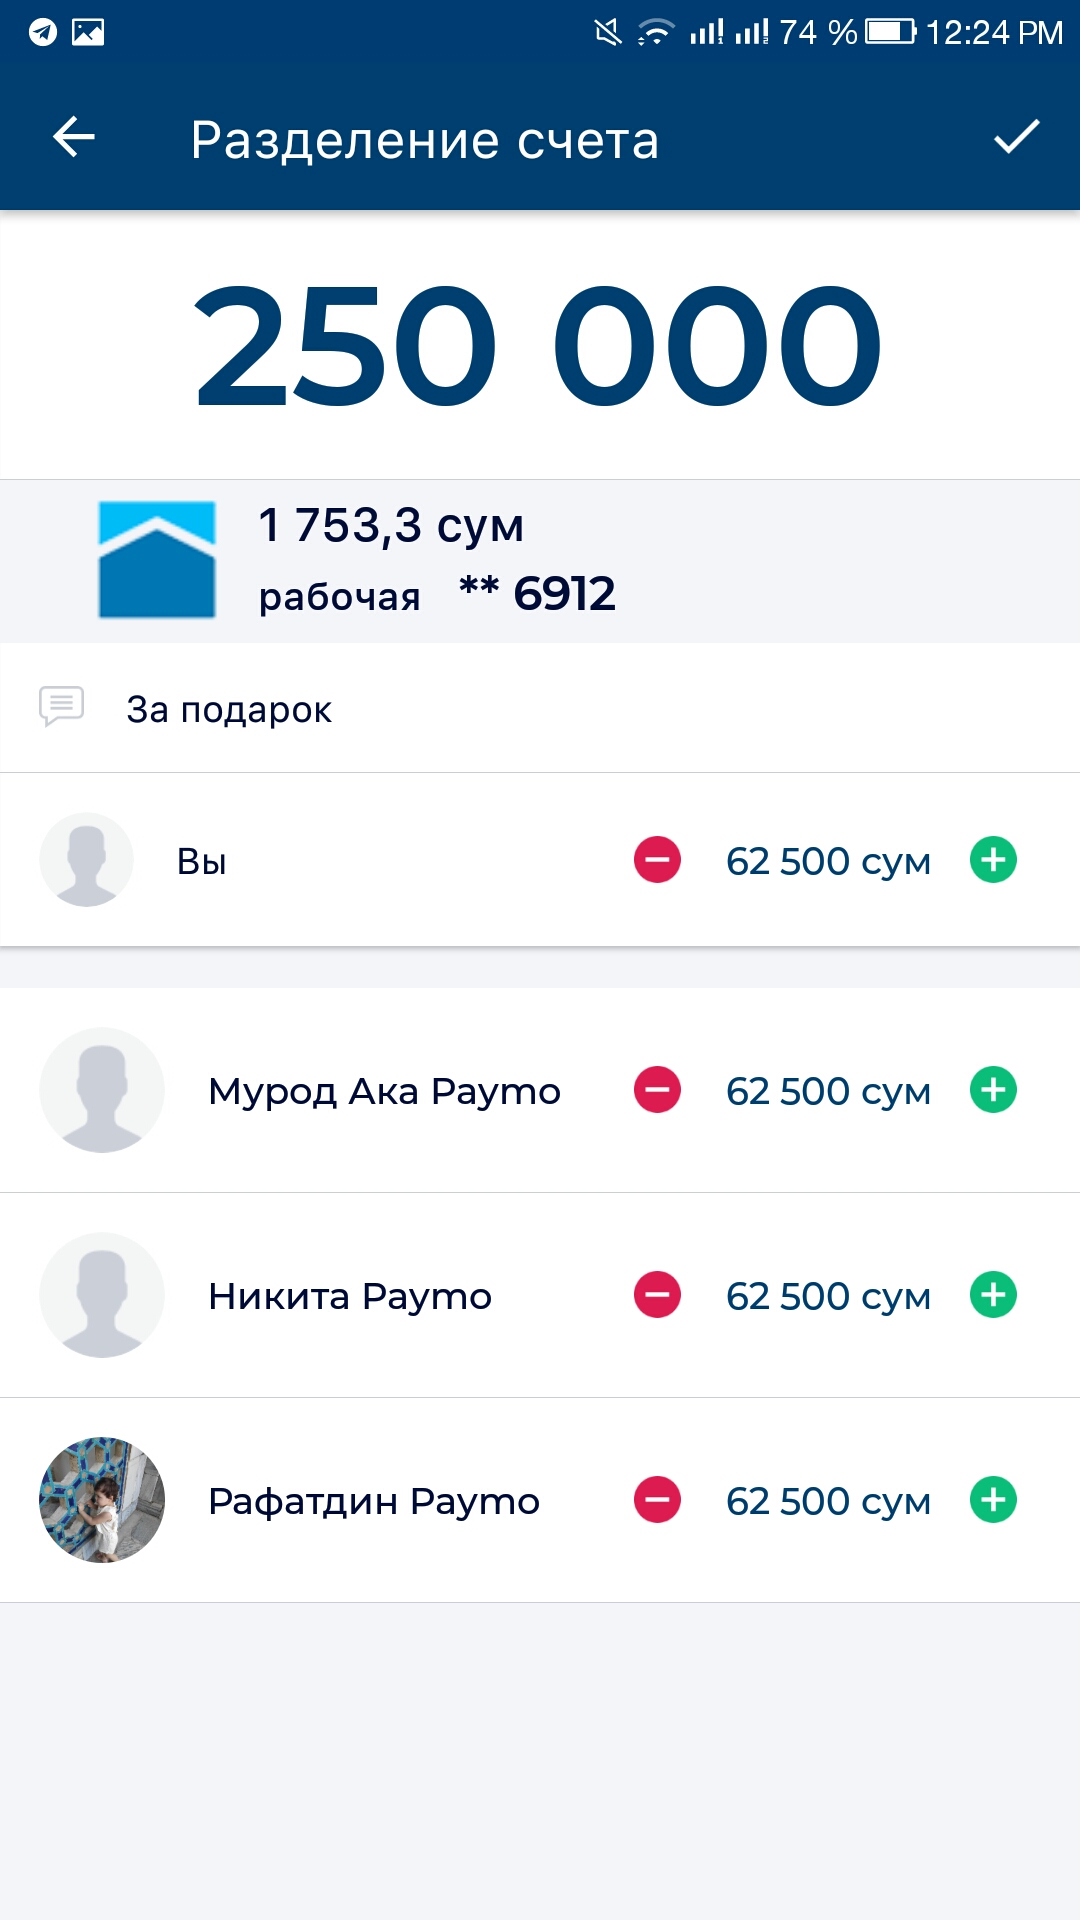 74 % 12:24 PM
Разделение счета
250 000
1 753,3 сум
рабочая ** 6912
За подарок
Вы 62 500 сум
Мурод Ака Paymo 62 500 сум
Никита Paymo 62 500 сум
Рафатдин Paymo 62 500 сум